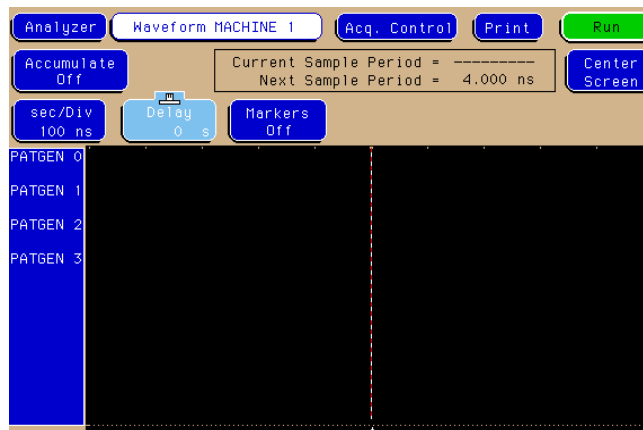 Analyzer
Waveform MACHINE 1
Acq. Control
Print
Run
Accumulate
Off
Current Sample Period = ---------
Next Sample Period = 4.000 ns
Center
Screen
sec/Div
100 ns
Delay
0 s
Markers
Off
PATGEN 0
PATGEN 1
PATGEN 2
PATGEN 3